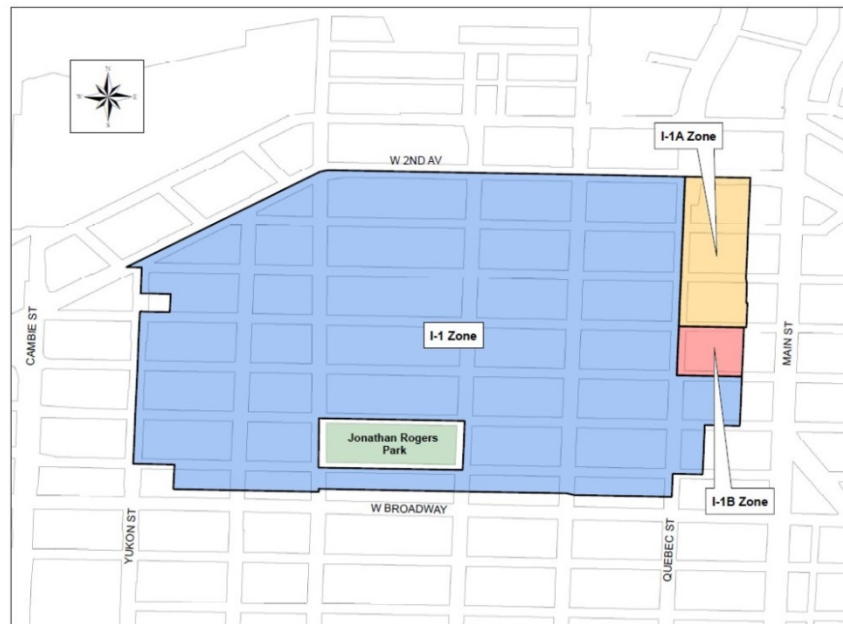 N
W
E
S
I-1A Zone
W 2ND AV
CAMBIE ST
I-1 Zone
MAIN ST
Jonathan Rogers
Park
I-1B Zone
W BROADWAY
YUKON ST
QUEBEC ST